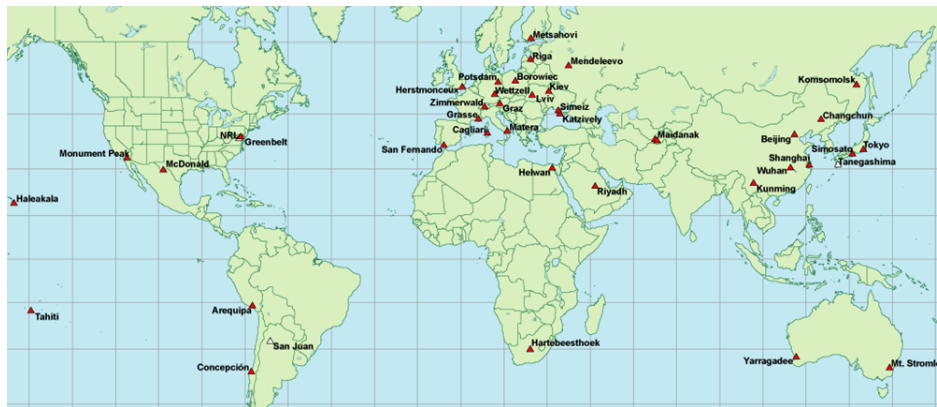 Metsahovi
Riga
Mendeleevo
Potsdam
Borowiec
Komsomolsk
Herstmonceux
Wettzell
Kiev
Lviv
Zimmerwald
Graz
Simeiz
Katzively
Grasse
Changchun
Cagliari
Matera
NRL
Greenbelt
Maidanak
Beijing
San Fernando
Simosato
Tokyo
Monument Peak
McDonald
Shanghai
Tanegashima
Helwan
Wuhan
Riyadh
Kunming
Haleakala
Arequipa
Tahiti
San Juan
Hartebeesthoek
Yarragadee
Mt. Stromlo
Concepción